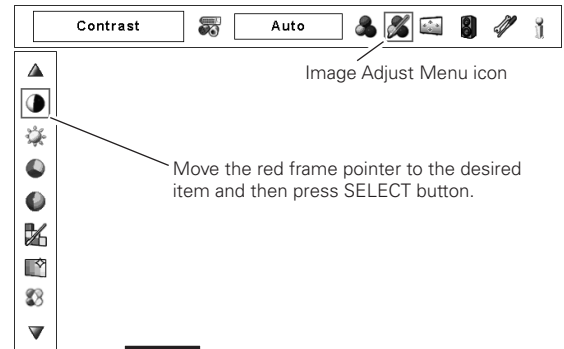 Contrast Auto
Image Adjust Menu icon
Move the red frame pointer to the desired
item and then press SELECT button.